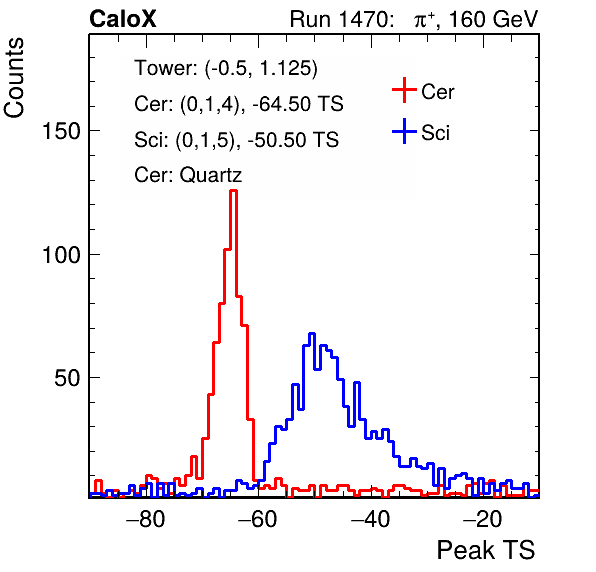 CaloX Run 1470: π⁺, 160 GeV
Counts
Tower: (-0.5, 1.125)
Cer: (0,1,4), -64.50 TS
Sci: (0,1,5), -50.50 TS
Cer: Quartz
Cer
Sci
150
100
50
−80 −60 −40 −20
Peak TS